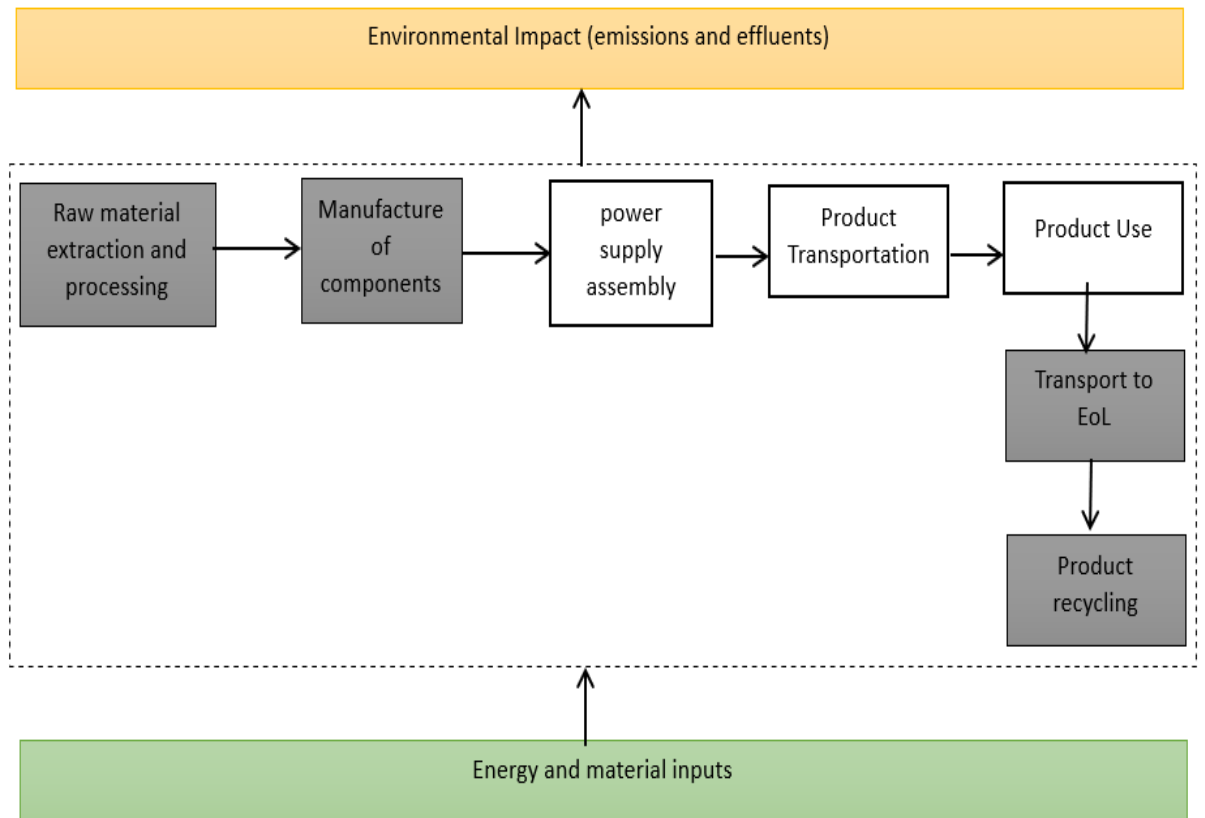 Environmental Impact (emissions and effluents)
Raw material
extraction and
processing
Manufacture
of
components
power
supply
assembly
Product
Transportation
Product Use
Transport to
EoL
Product
recycling
Energy and material inputs